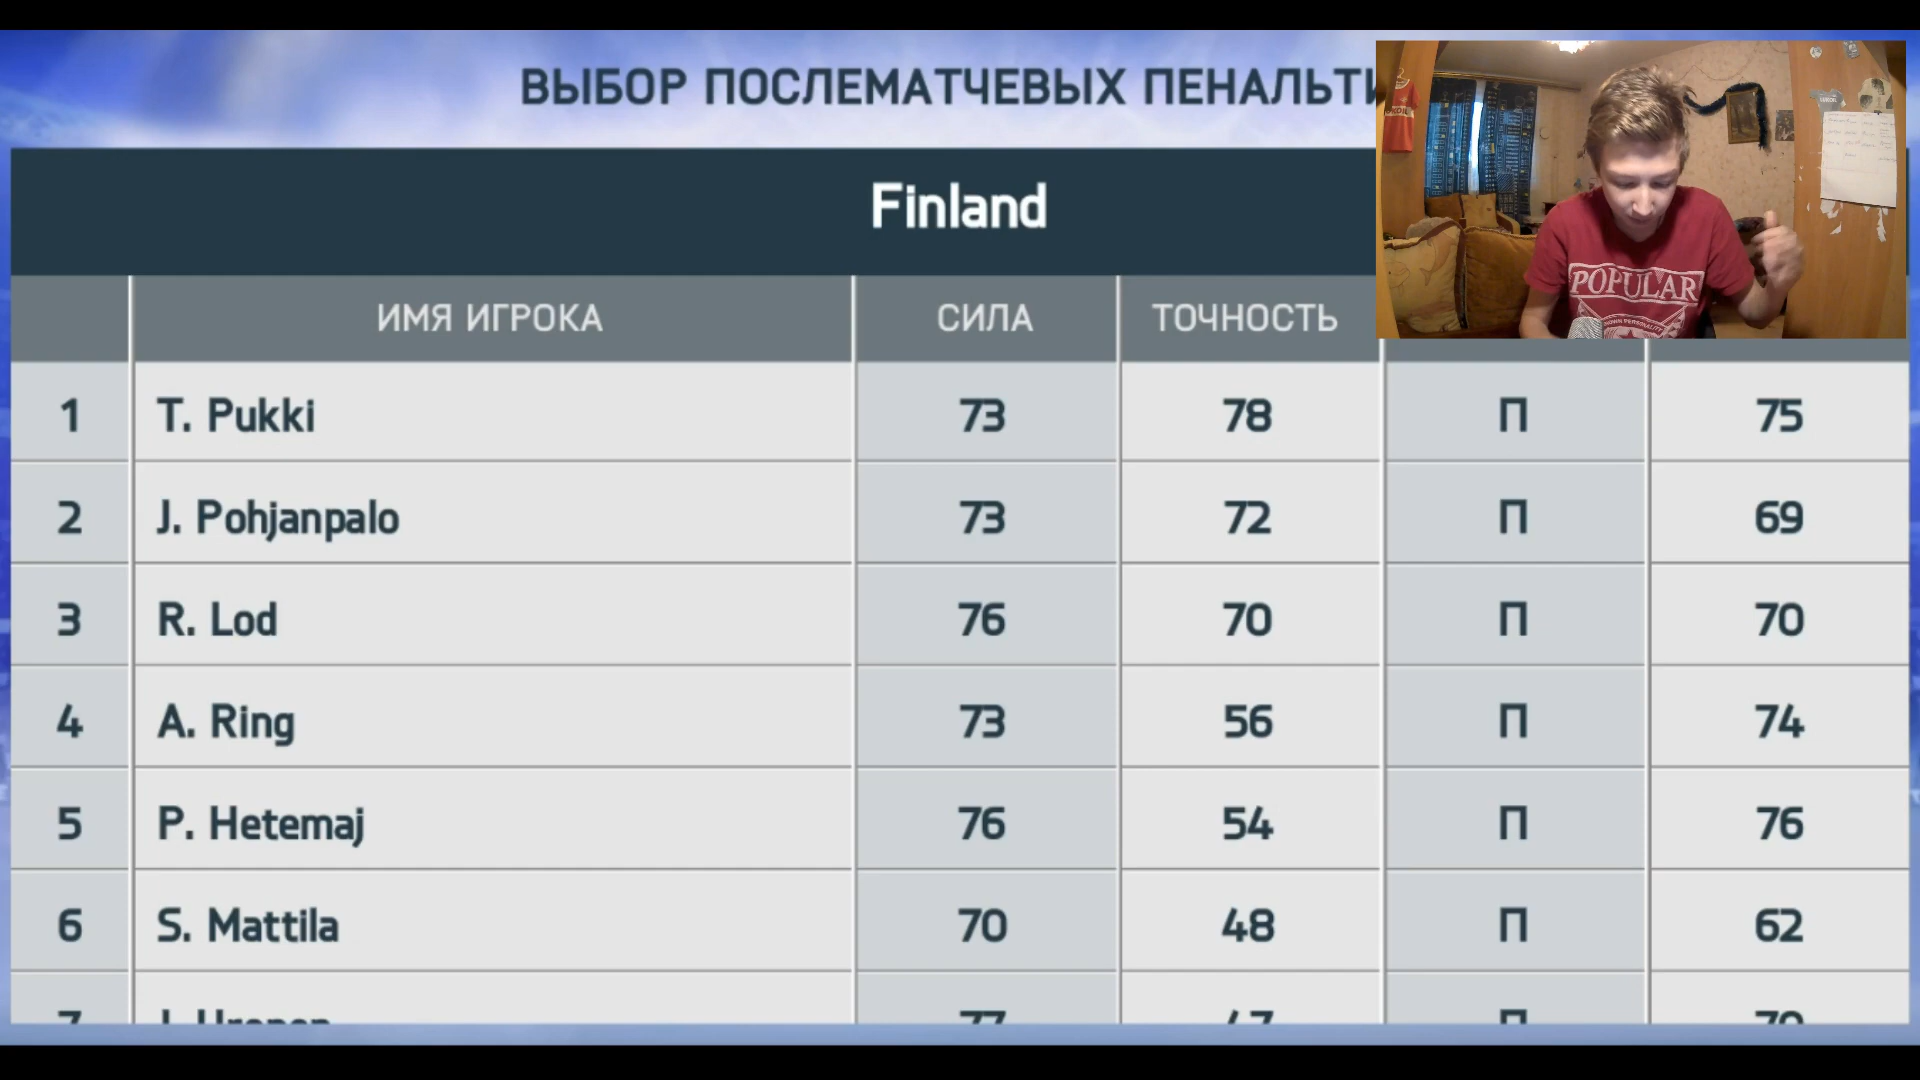 ВЫБОР ПОСЛЕМАТЧЕВЫХ ПЕНАЛЬТИ
Finland
ИМЯ ИГРОКА СИЛА ТОЧНОСТЬ
1 T. Pukki 73 78 П 75
2 J. Pohjanpalo 73 72 П 69
3 R. Lod 76 70 П 70
4 A. Ring 73 56 П 74
5 P. Hetemaj 76 54 П 76
6 S. Mattila 70 48 П 62
POPULAR